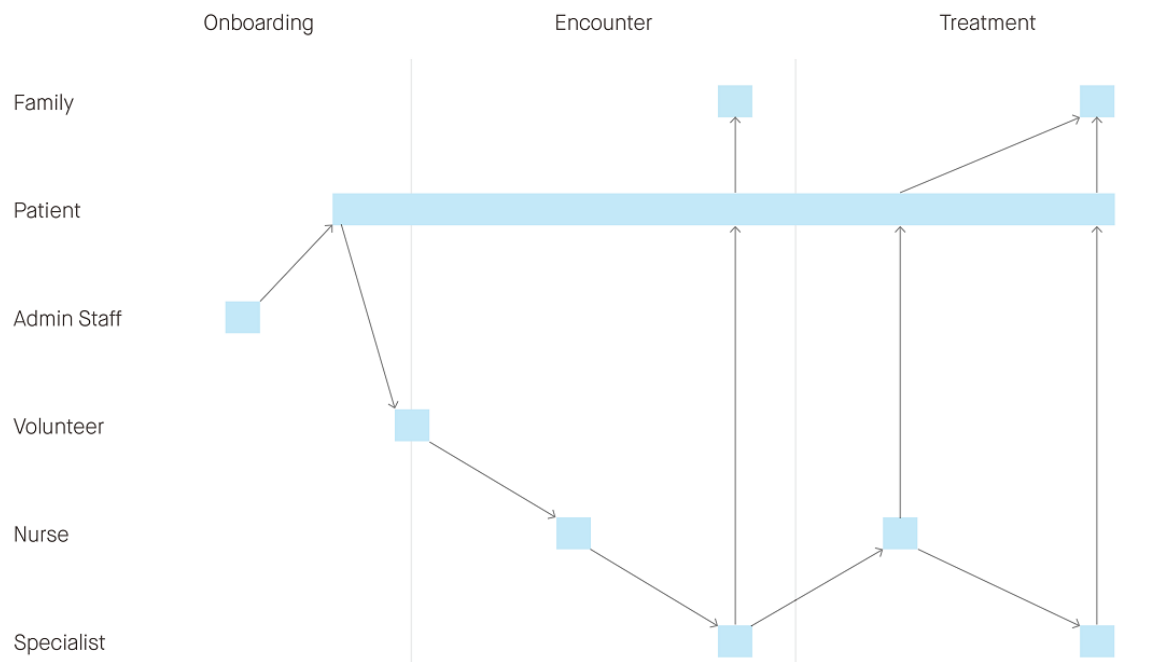 Onboarding Encounter Treatment
Family
Patient
Admin Staff
Volunteer
Nurse
Specialist